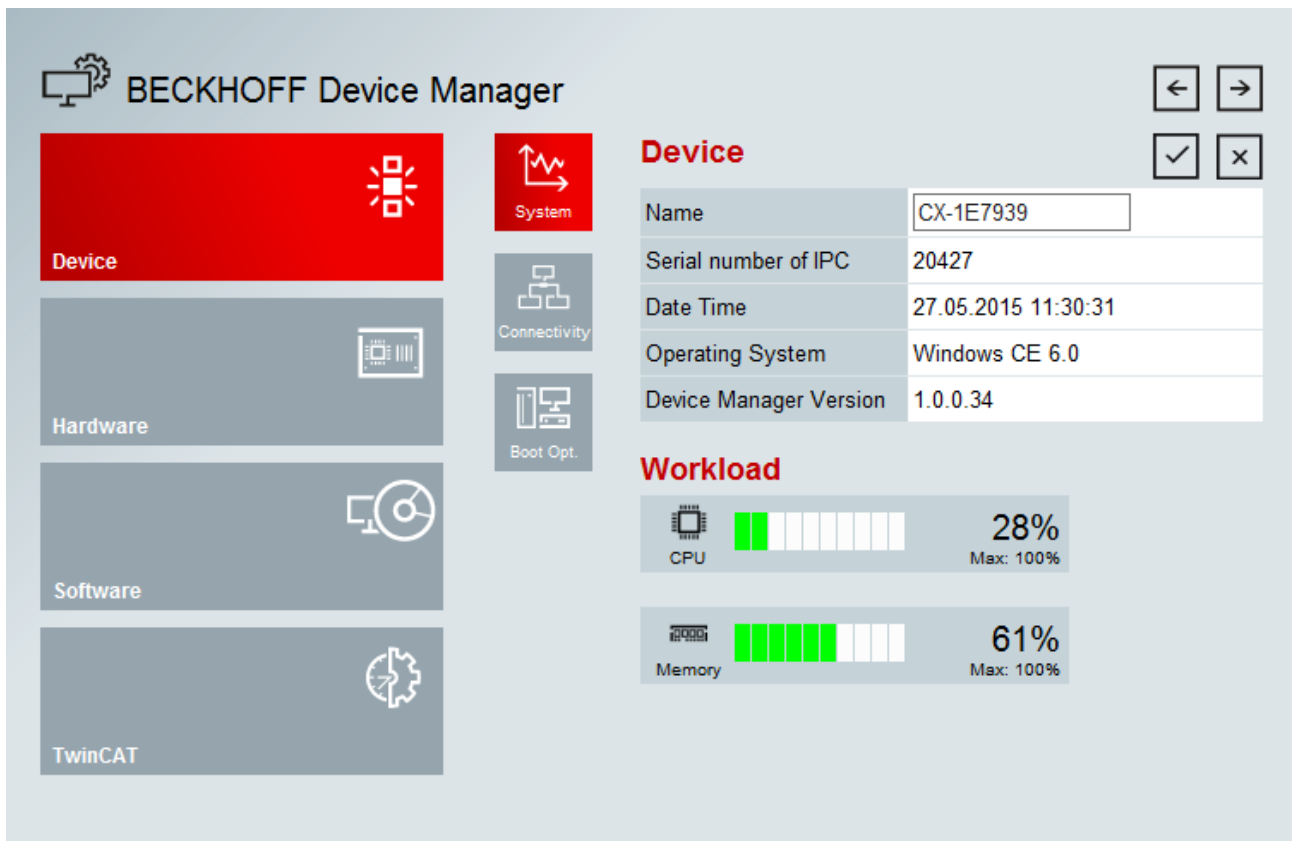 BECKHOFF Device Manager
Device
Hardware
Software
TwinCAT
System
Connectivity
Boot Opt.
Device
Name CX-1E7939
Serial number of IPC 20427
Date Time 27.05.2015 11:30:31
Operating System Windows CE 6.0
Device Manager Version 1.0.0.34
Workload
CPU 28%
Max: 100%
Memory 61%
Max: 100%